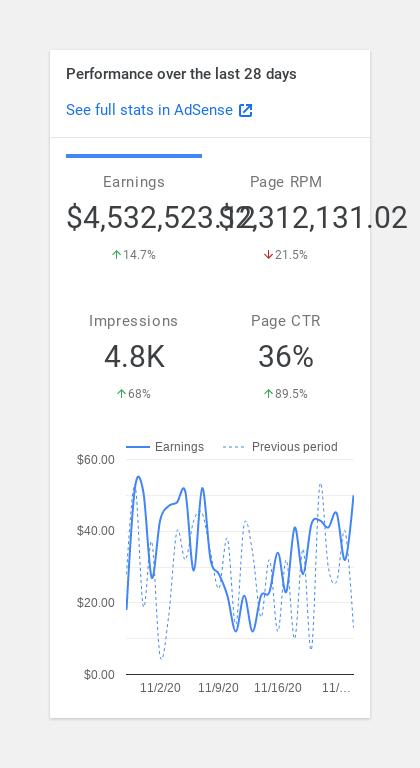 Performance over the last 28 days
See full stats in AdSense
Earnings
$4,532,523.12
14.7%
Page RPM
$2,312,131.02
21.5%
Impressions
4.8K
68%
Page CTR
36%
89.5%
Earnings
Previous period
$60.00
$40.00
$20.00
$0.00
11/2/20
11/9/20
11/16/20
11/…